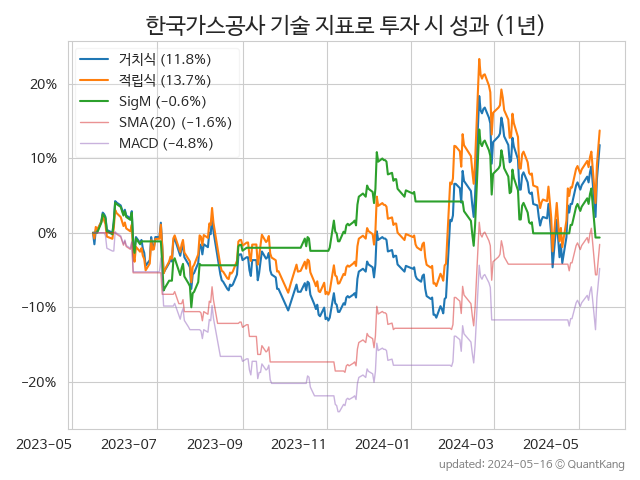 한국가스공사 기술 지표로 투자 시 성과 (1년)
거치식 (11.8%)
적립식 (13.7%)
SigM (−0.6%)
SMA(20) (−1.6%)
MACD (−4.8%)
20%
10%
0%
−10%
−20%
2023-05 2023-07 2023-09 2023-11 2024-01 2024-03 2024-05
updated: 2024-05-16 ⓒ QuantKang